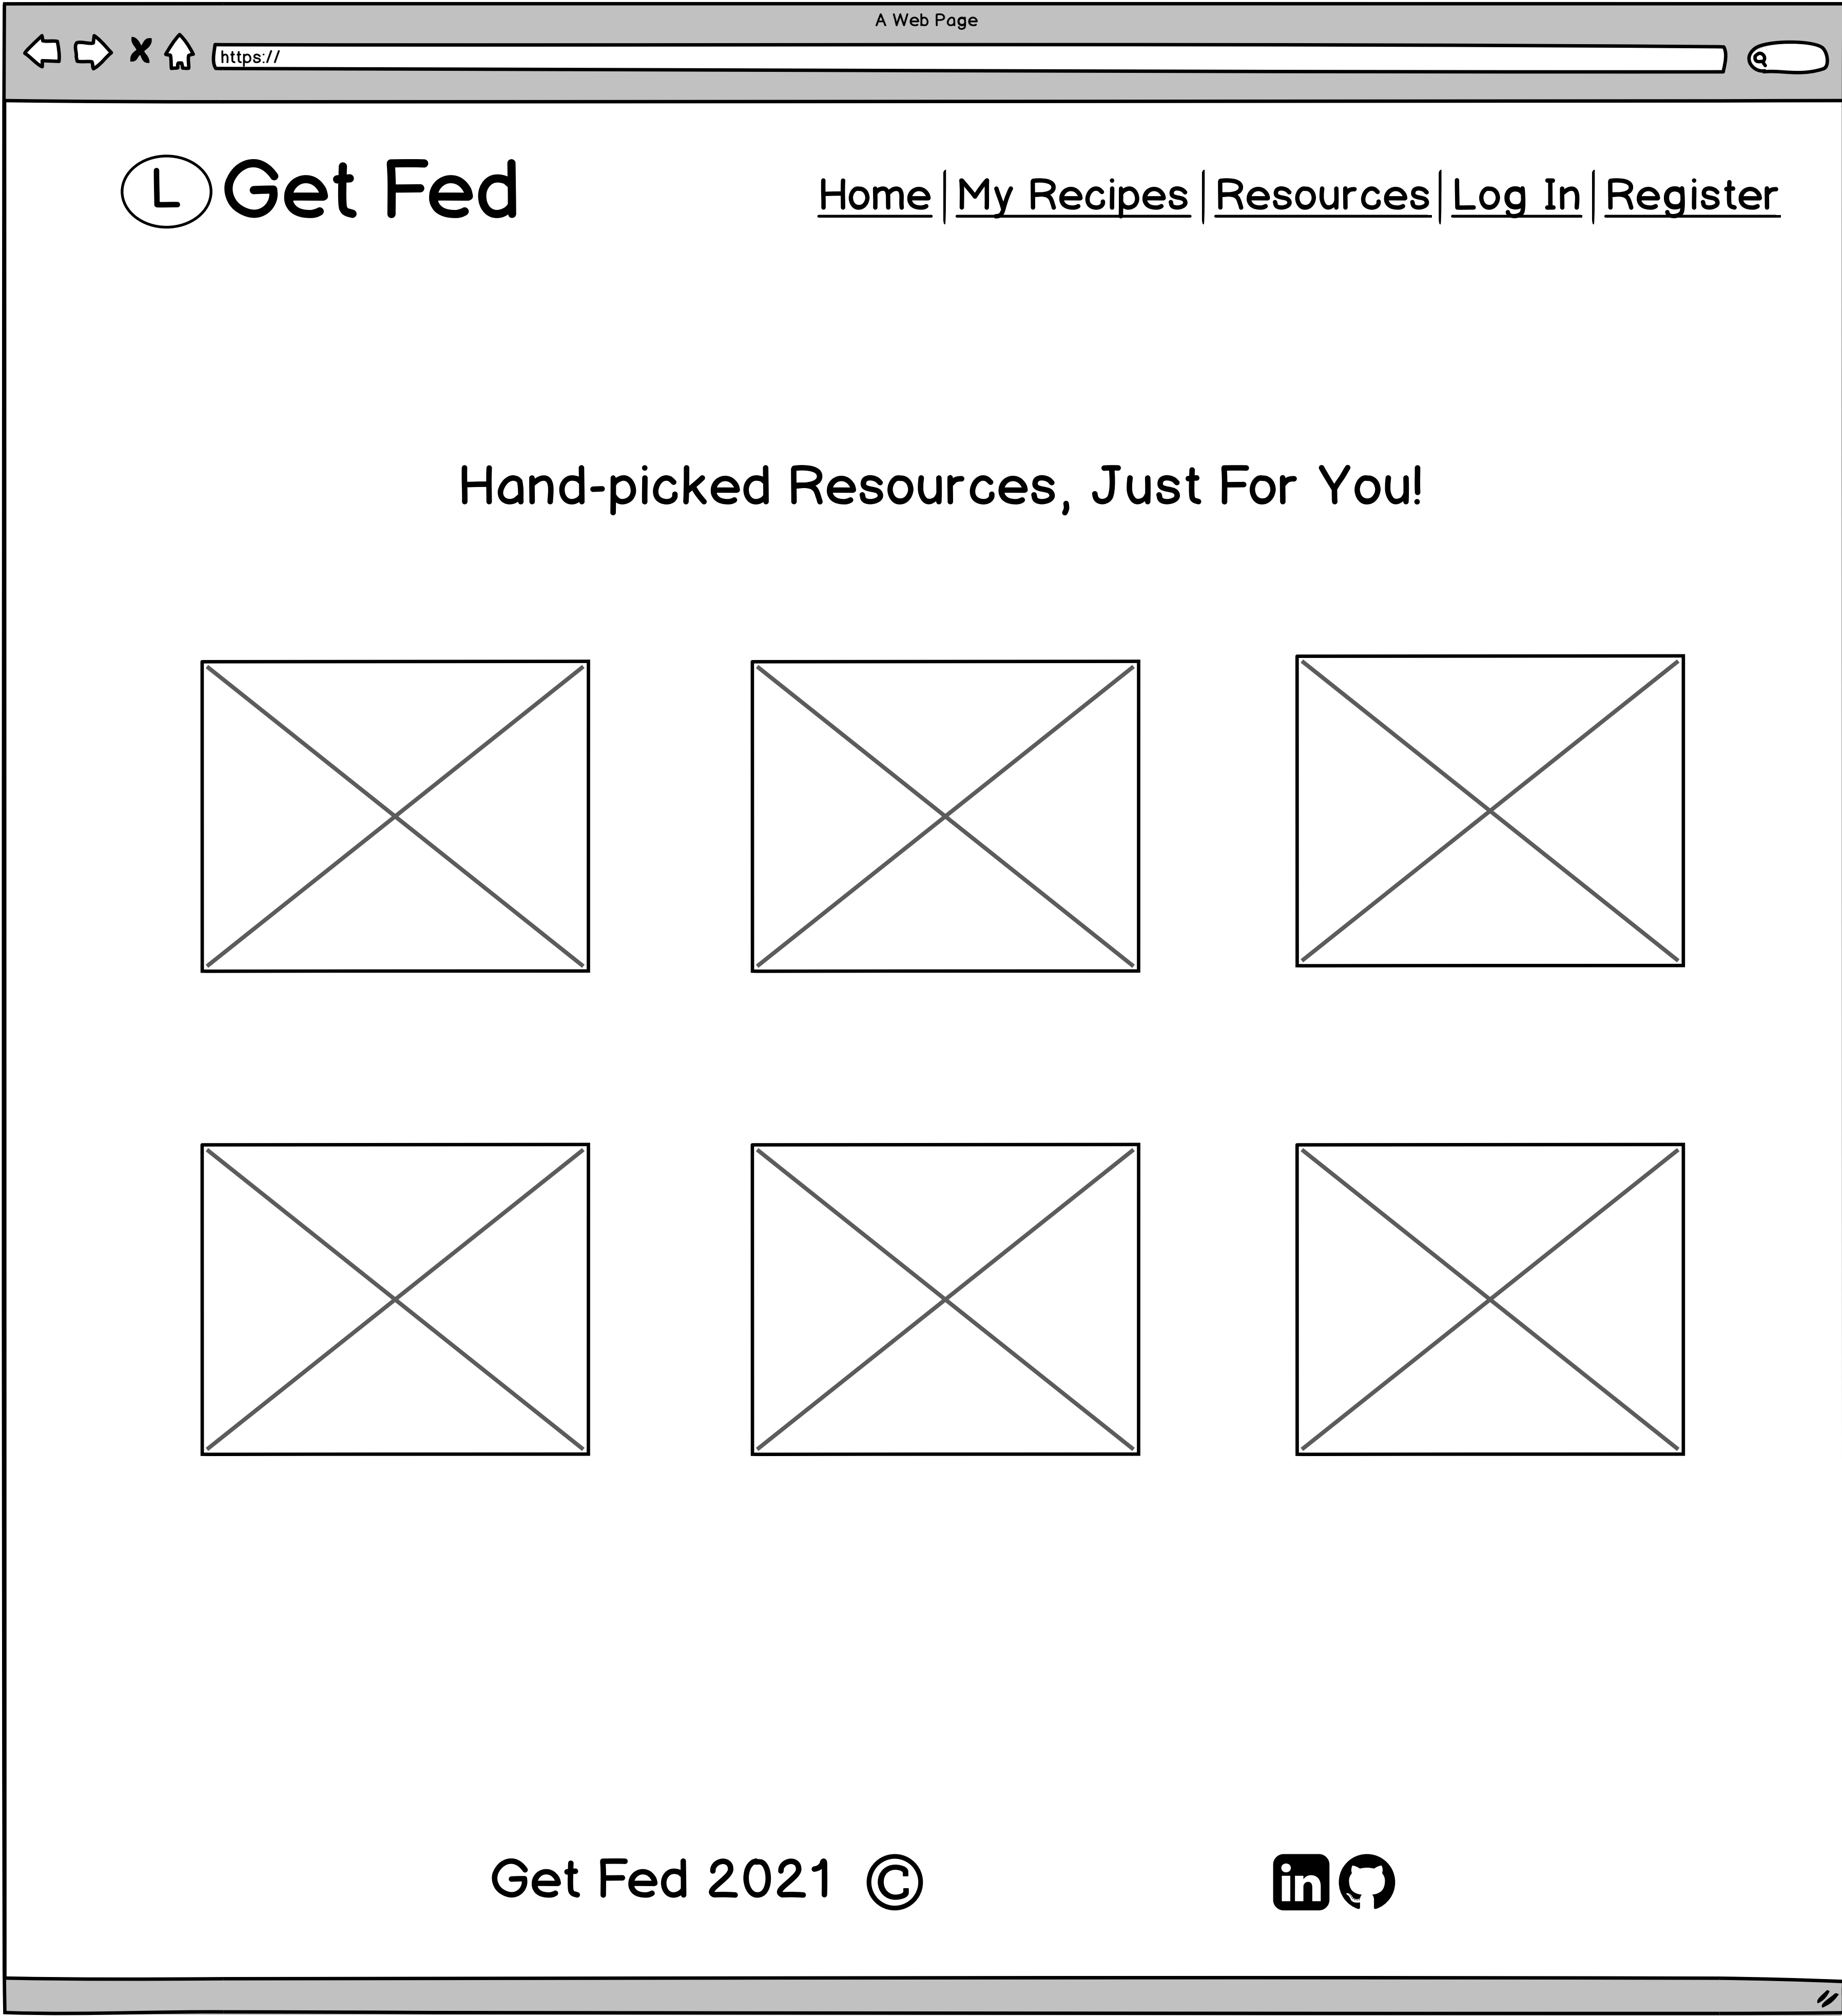 A Web Page
https://
L Get Fed
Home | My Recipes | Resources | Log In | Register
Hand-picked Resources, Just For You!
Get Fed 2021 ©
in